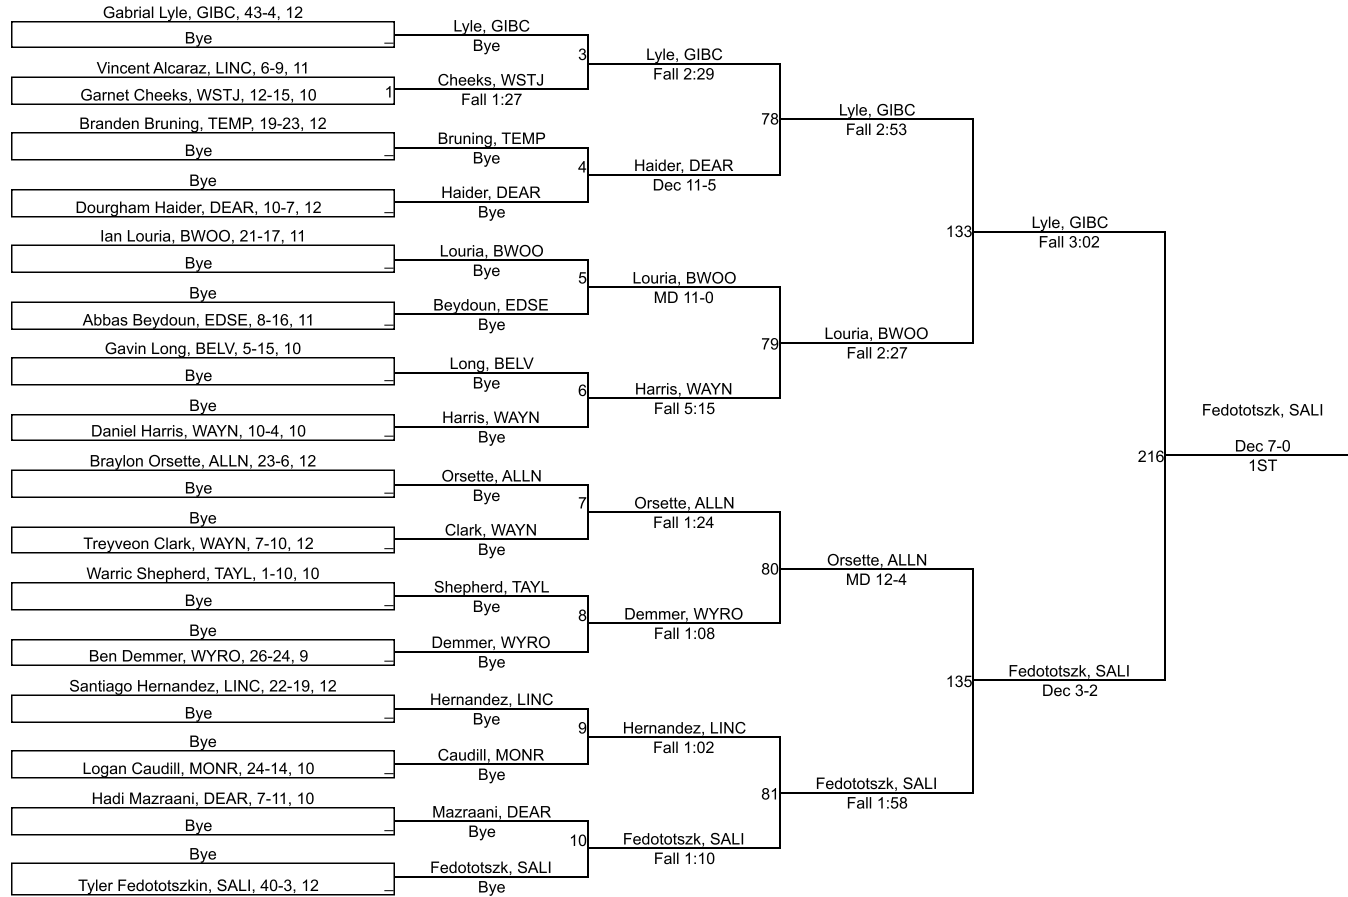 Gabrial Lyle, GIBC, 43-4, 12
Bye
Vincent Alcaraz, LINC, 6-9, 11
Garnet Cheeks, WSTJ, 12-15, 10
1
Branden Bruning, TEMP, 19-23, 12
Bye
Bye
Dourgham Haider, DEAR, 10-7, 12
Ian Louria, BWOO, 21-17, 11
Bye
Bye
Abbas Beydoun, EDSE, 8-16, 11
Gavin Long, BELV, 5-15, 10
Bye
Bye
Daniel Harris, WAYN, 10-4, 10
Braylon Orsette, ALLN, 23-6, 12
Bye
Bye
Treyveon Clark, WAYN, 7-10, 12
Warric Shepherd, TAYL, 1-10, 10
Bye
Bye
Ben Demmer, WYRO, 26-24, 9
Santiago Hernandez, LINC, 22-19, 12
Bye
Bye
Logan Caudill, MONR, 24-14, 10
Hadi Mazraani, DEAR, 7-11, 10
Bye
Bye
Tyler Fedototszkin, SALI, 40-3, 12
Lyle, GIBC
Bye
3
Cheeks, WSTJ
Fall 1:27
Bruning, TEMP
Bye
4
Haider, DEAR
Bye
Louria, BWOO
Bye
5
Beydoun, EDSE
Bye
Long, BELV
Bye
6
Harris, WAYN
Bye
Orsette, ALLN
Bye
7
Clark, WAYN
Bye
Shepherd, TAYL
Bye
8
Demmer, WYRO
Bye
Hernandez, LINC
Bye
9
Caudill, MONR
Bye
Mazraani, DEAR
Bye
10
Fedototszk, SALI
Bye
Lyle, GIBC
Fall 2:29
78
Haider, DEAR
Dec 11-5
Louria, BWOO
MD 11-0
79
Harris, WAYN
Fall 5:15
Orsette, ALLN
Fall 1:24
80
Demmer, WYRO
Fall 1:08
Hernandez, LINC
Fall 1:02
81
Fedototszk, SALI
Fall 1:10
Lyle, GIBC
Fall 2:53
133
Louria, BWOO
Fall 2:27
Orsette, ALLN
MD 12-4
135
Fedototszk, SALI
Fall 1:58
Lyle, GIBC
Fall 3:02
216
Fedototszk, SALI
Dec 3-2
Fedototszk, SALI
Dec 7-0
1ST